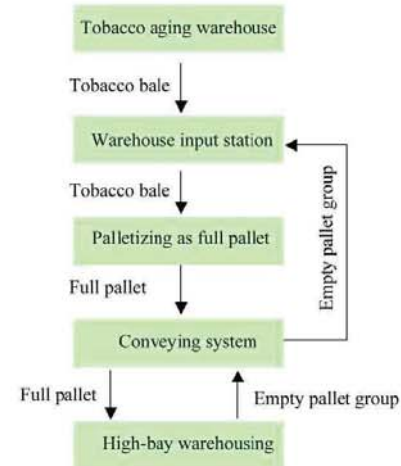 Tobacco aging warehouse
Tobacco bale
Warehouse input station
Tobacco bale
Palletizing as full pallet
Empty pallet group
Full pallet
Conveying system
Full pallet
Empty pallet group
High-bay warehousing